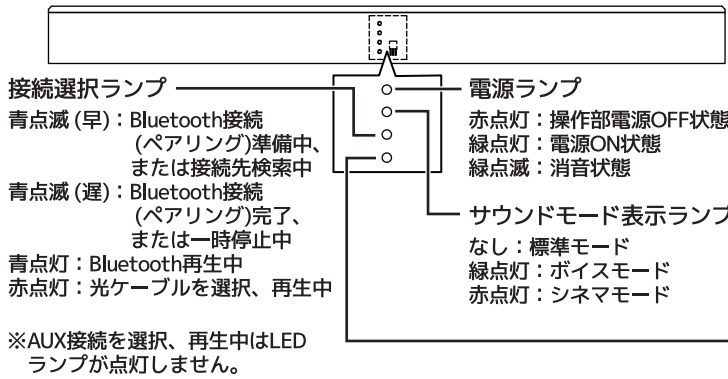 接続選択ランプ
青点滅 (早)：Bluetooth接続
(ペアリング)準備中、
または接続先検索中
青点滅 (遅)：Bluetooth接続
(ペアリング)完了、
または一時停止中
青点灯：Bluetooth再生中
赤点灯：光ケーブルを選択、再生中
※AUX接続を選択、再生中はLED
ランプが点灯しません。
電源ランプ
赤点灯：操作部電源OFF状態
緑点灯：電源ON状態
緑点滅：消音状態
サウンドモード表示ランプ
なし：標準モード
緑点灯：ボイスモード
赤点灯：シネマモード